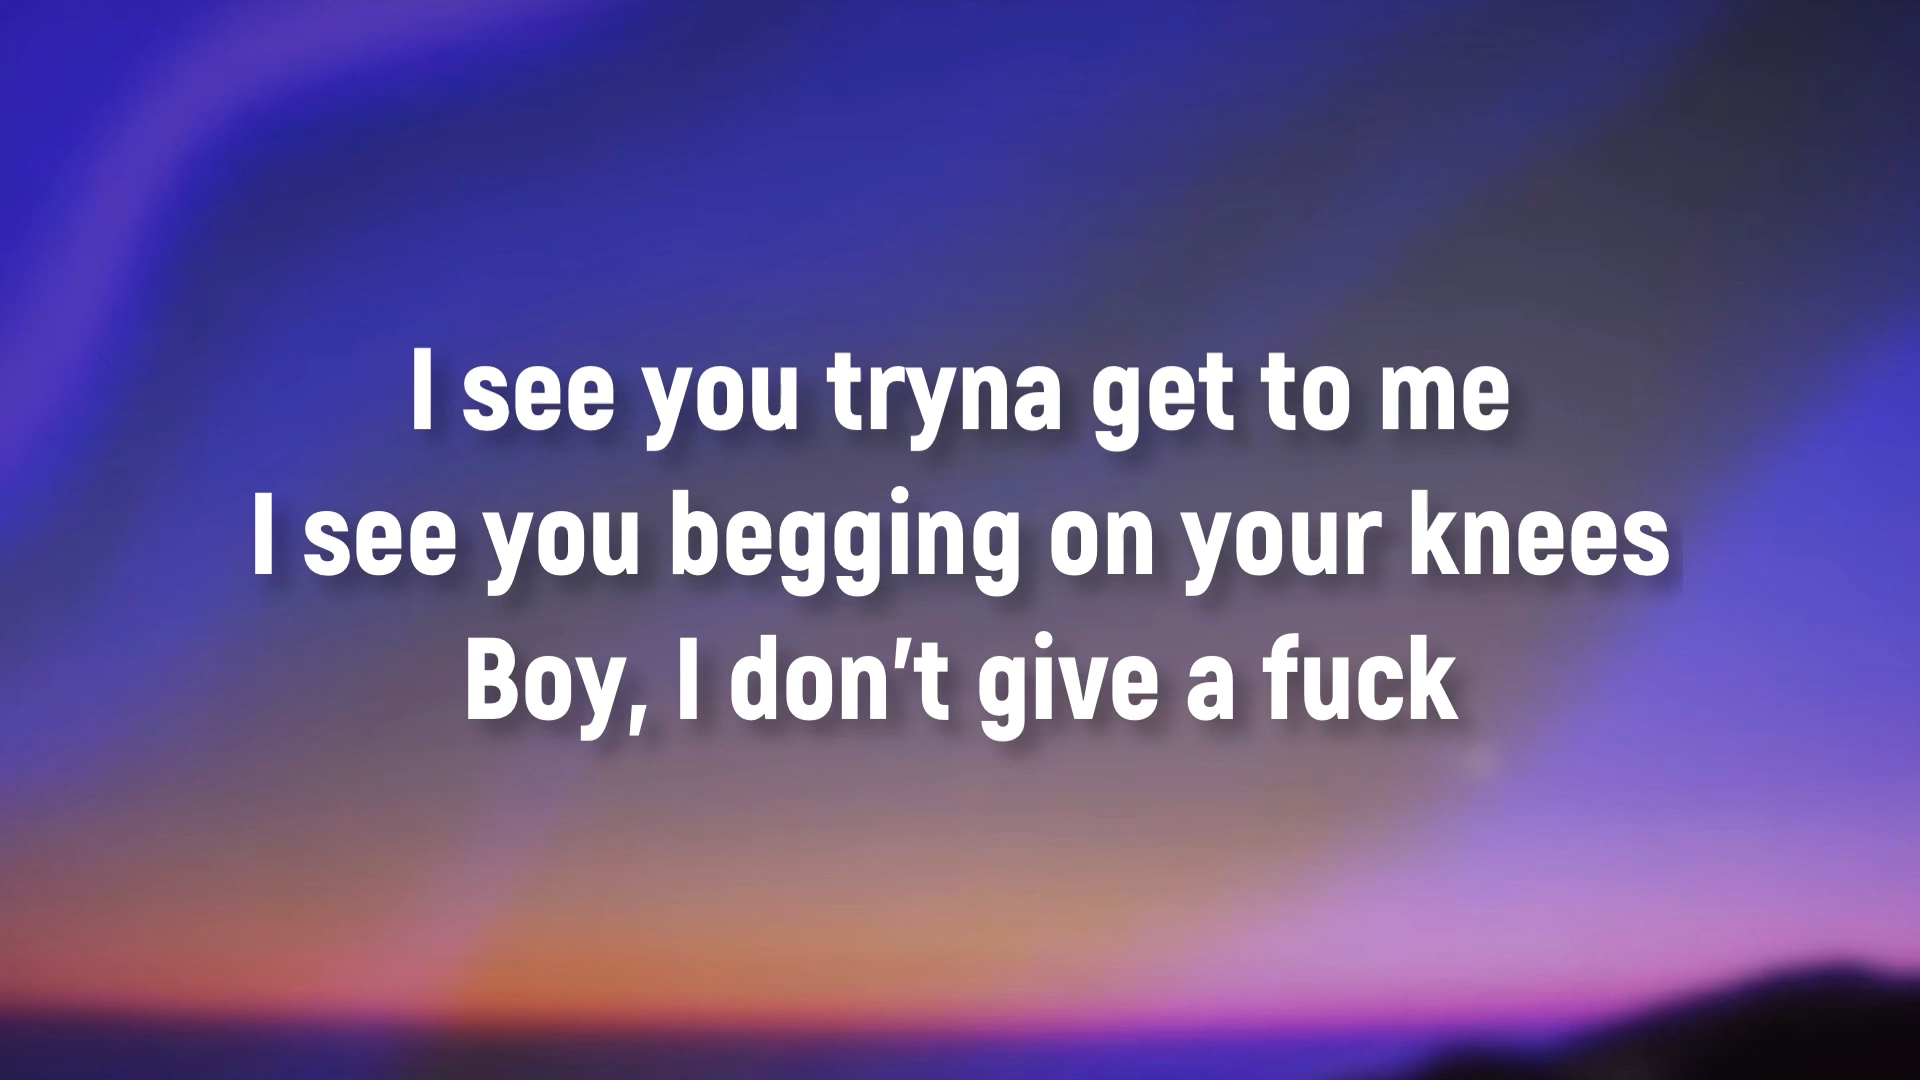 I see you tryna get to me
I see you begging on your knees
Boy, I don't give a fuck